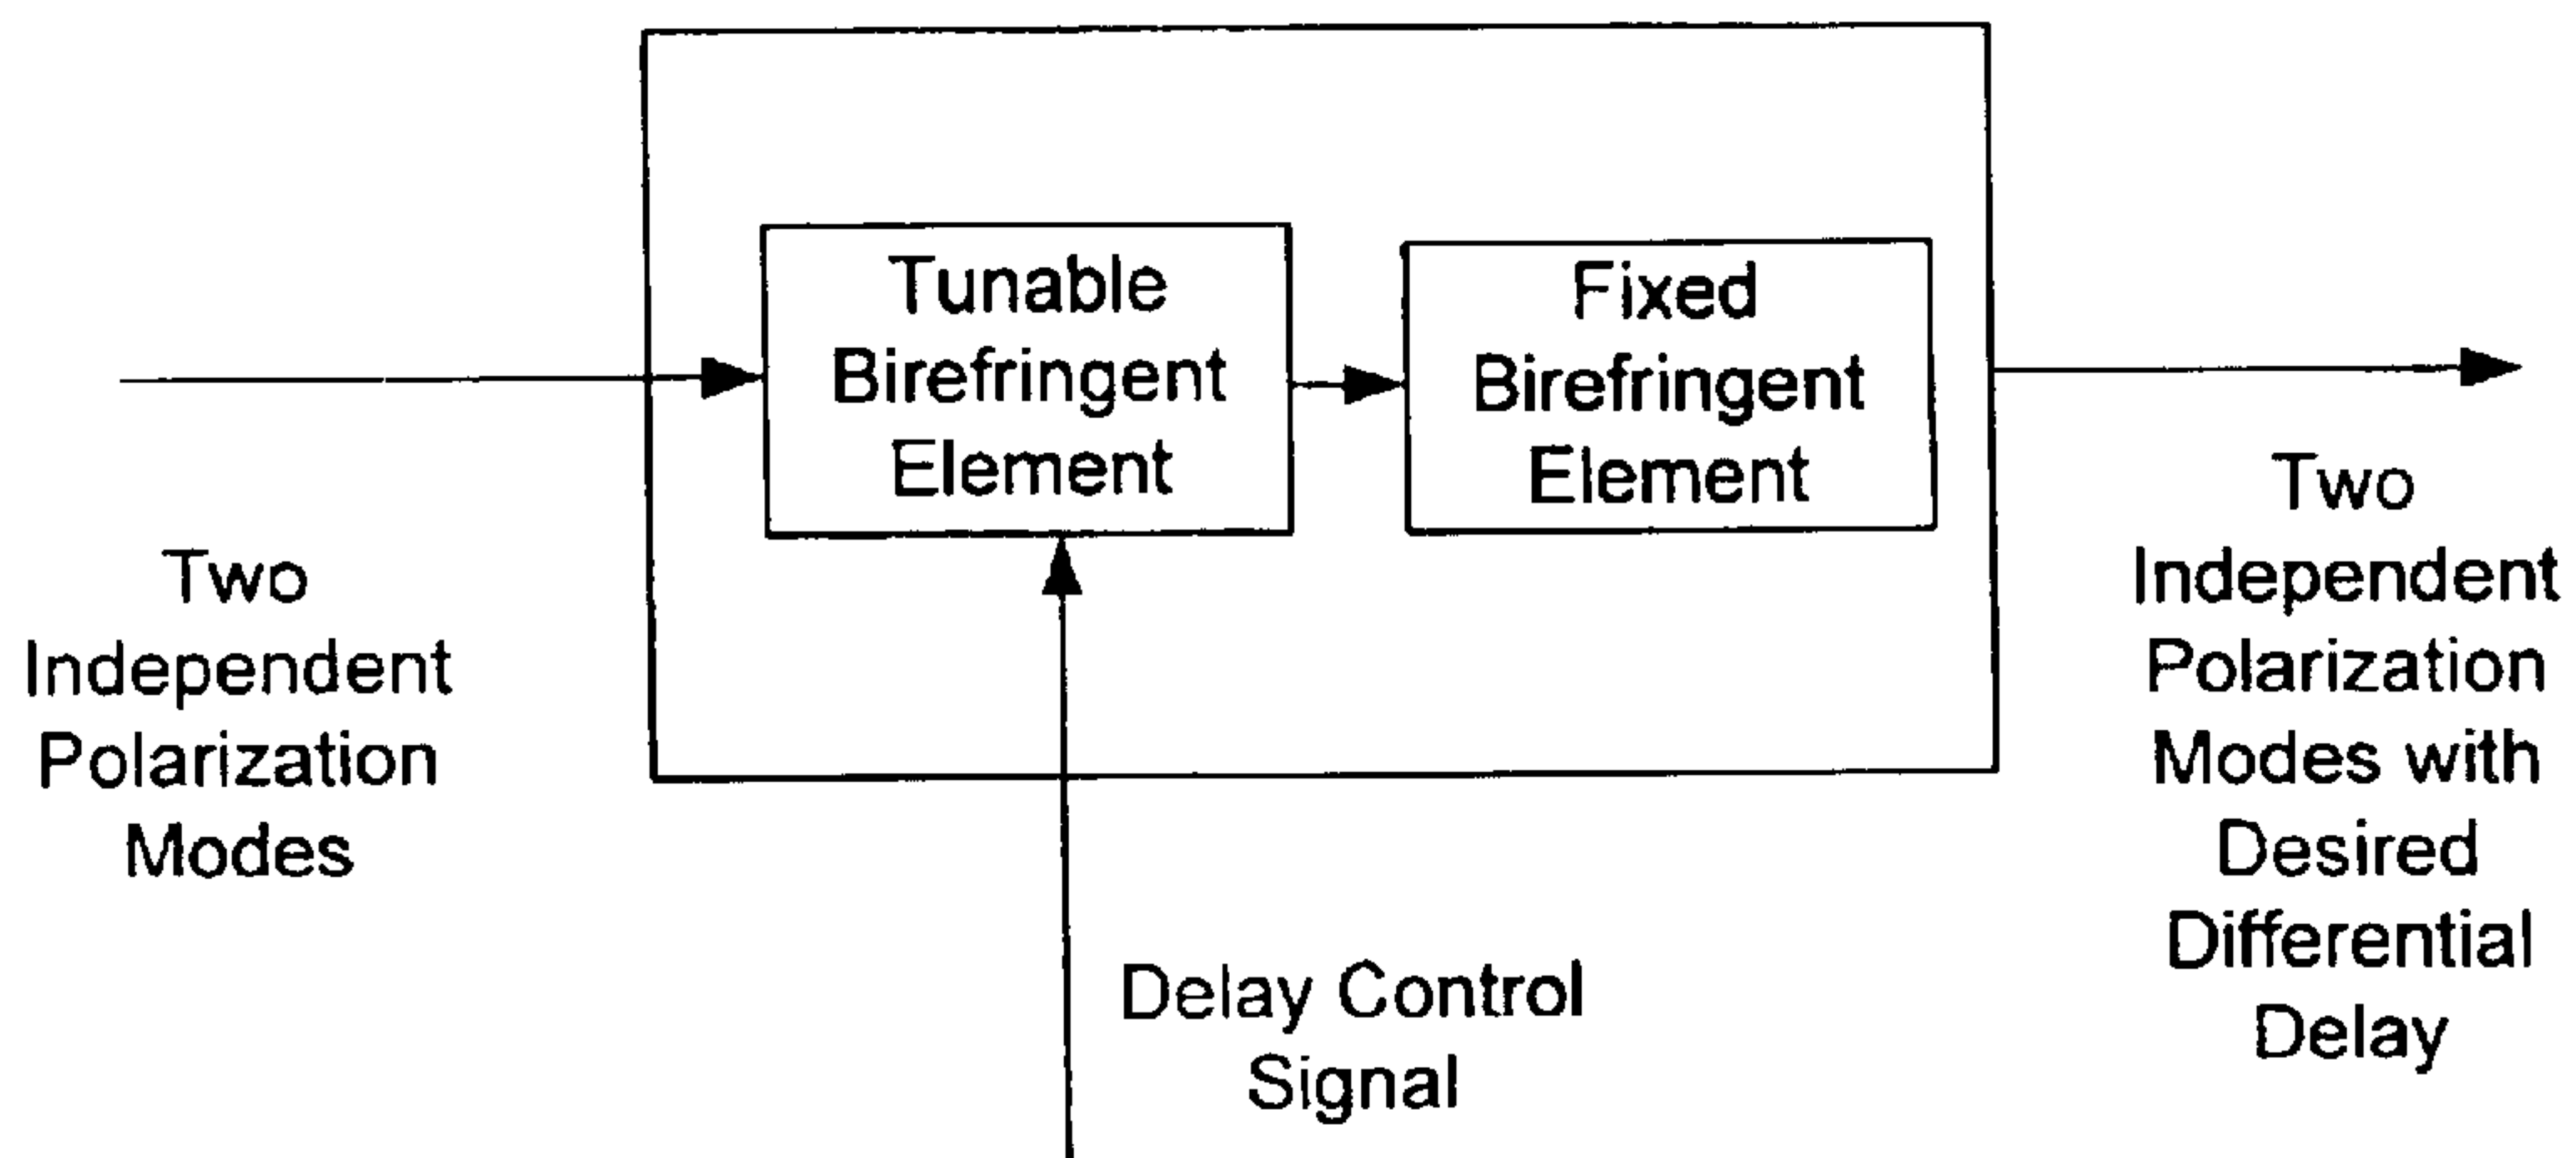 Tunable
Birefringent
Element
Fixed
Birefringent
Element
Two
Independent
Polarization
Modes
Two
Independent
Polarization
Modes with
Desired
Differential
Delay
Delay Control
Signal